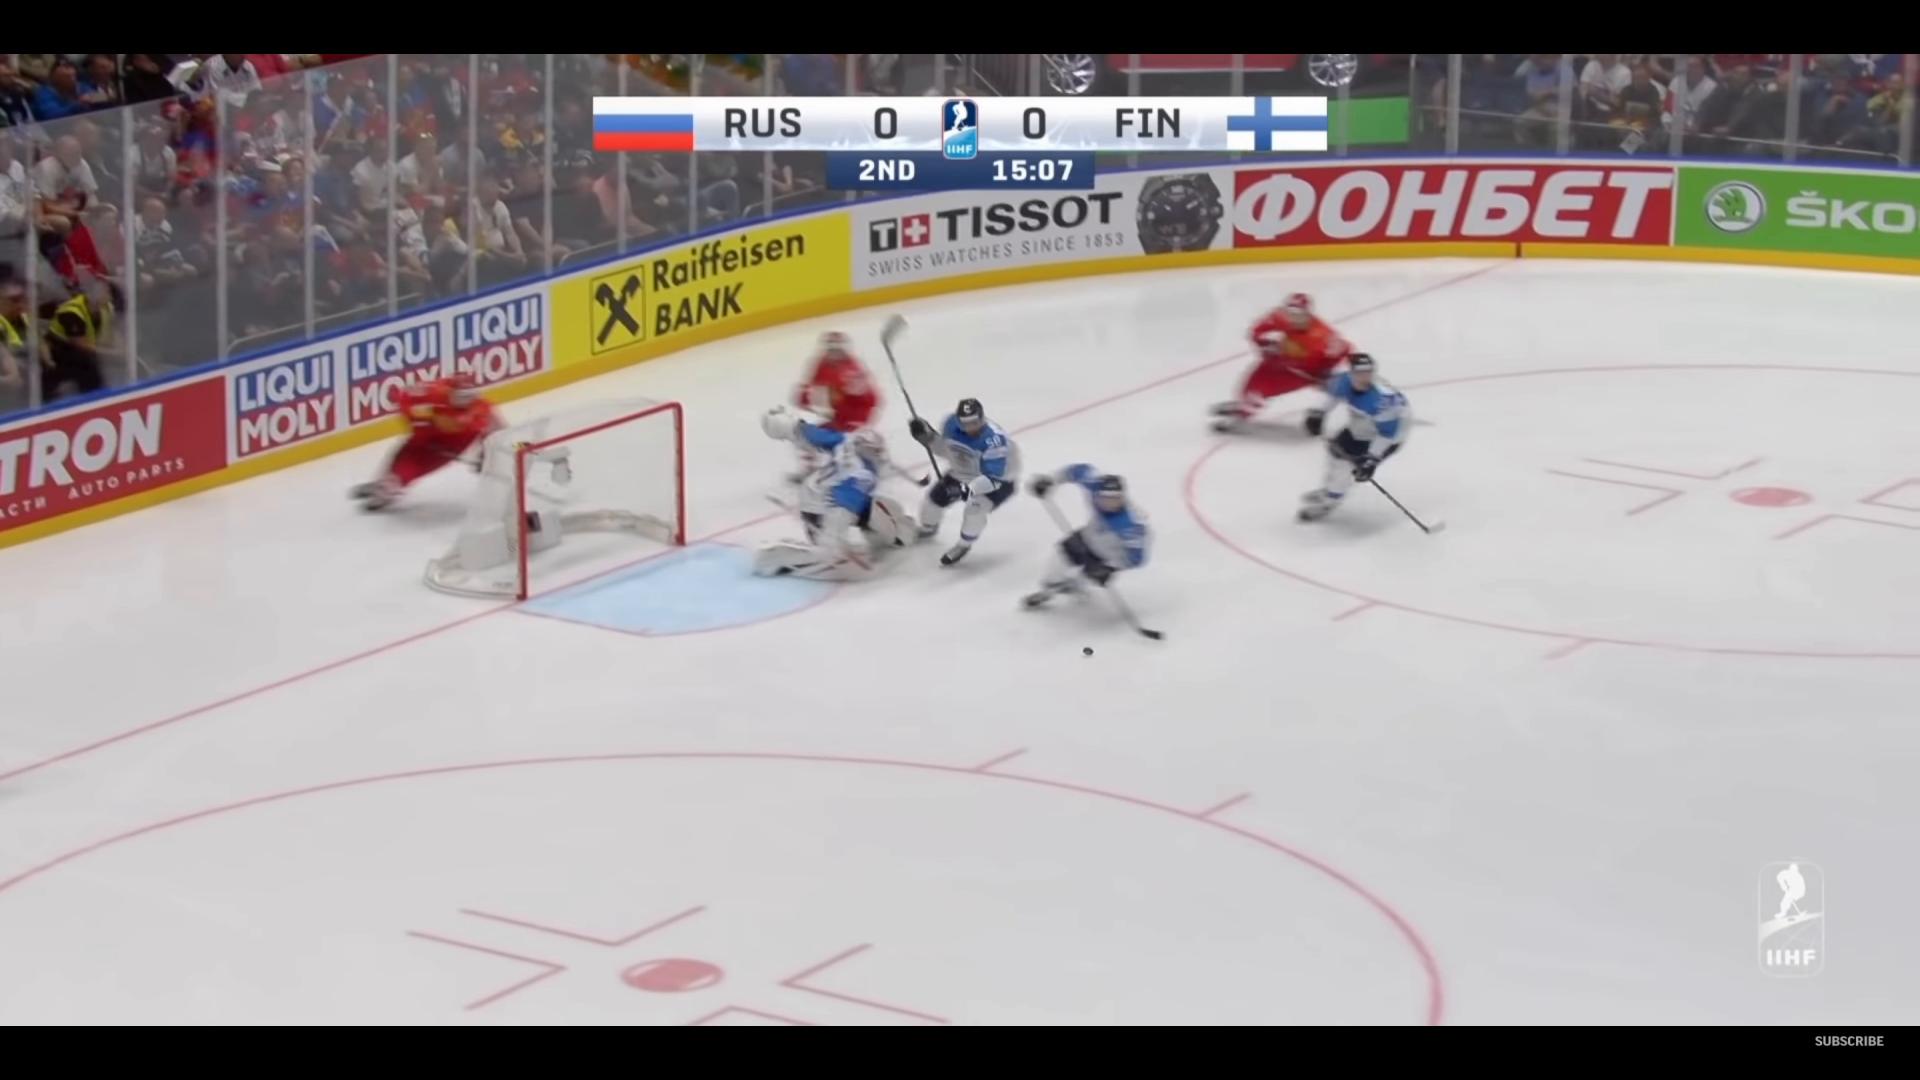 RUS 0 IIHF 0 FIN
2ND 15:07
TRON
АСТИ AUTO PARTS
LIQUI MOLY
LIQUI MOLY
LIQUI MOLY
Raiffeisen
BANK
T+ TISSOT
SWISS WATCHES SINCE 1853
ФОНБЕТ
ŠKO
IIHF
SUBSCRIBE